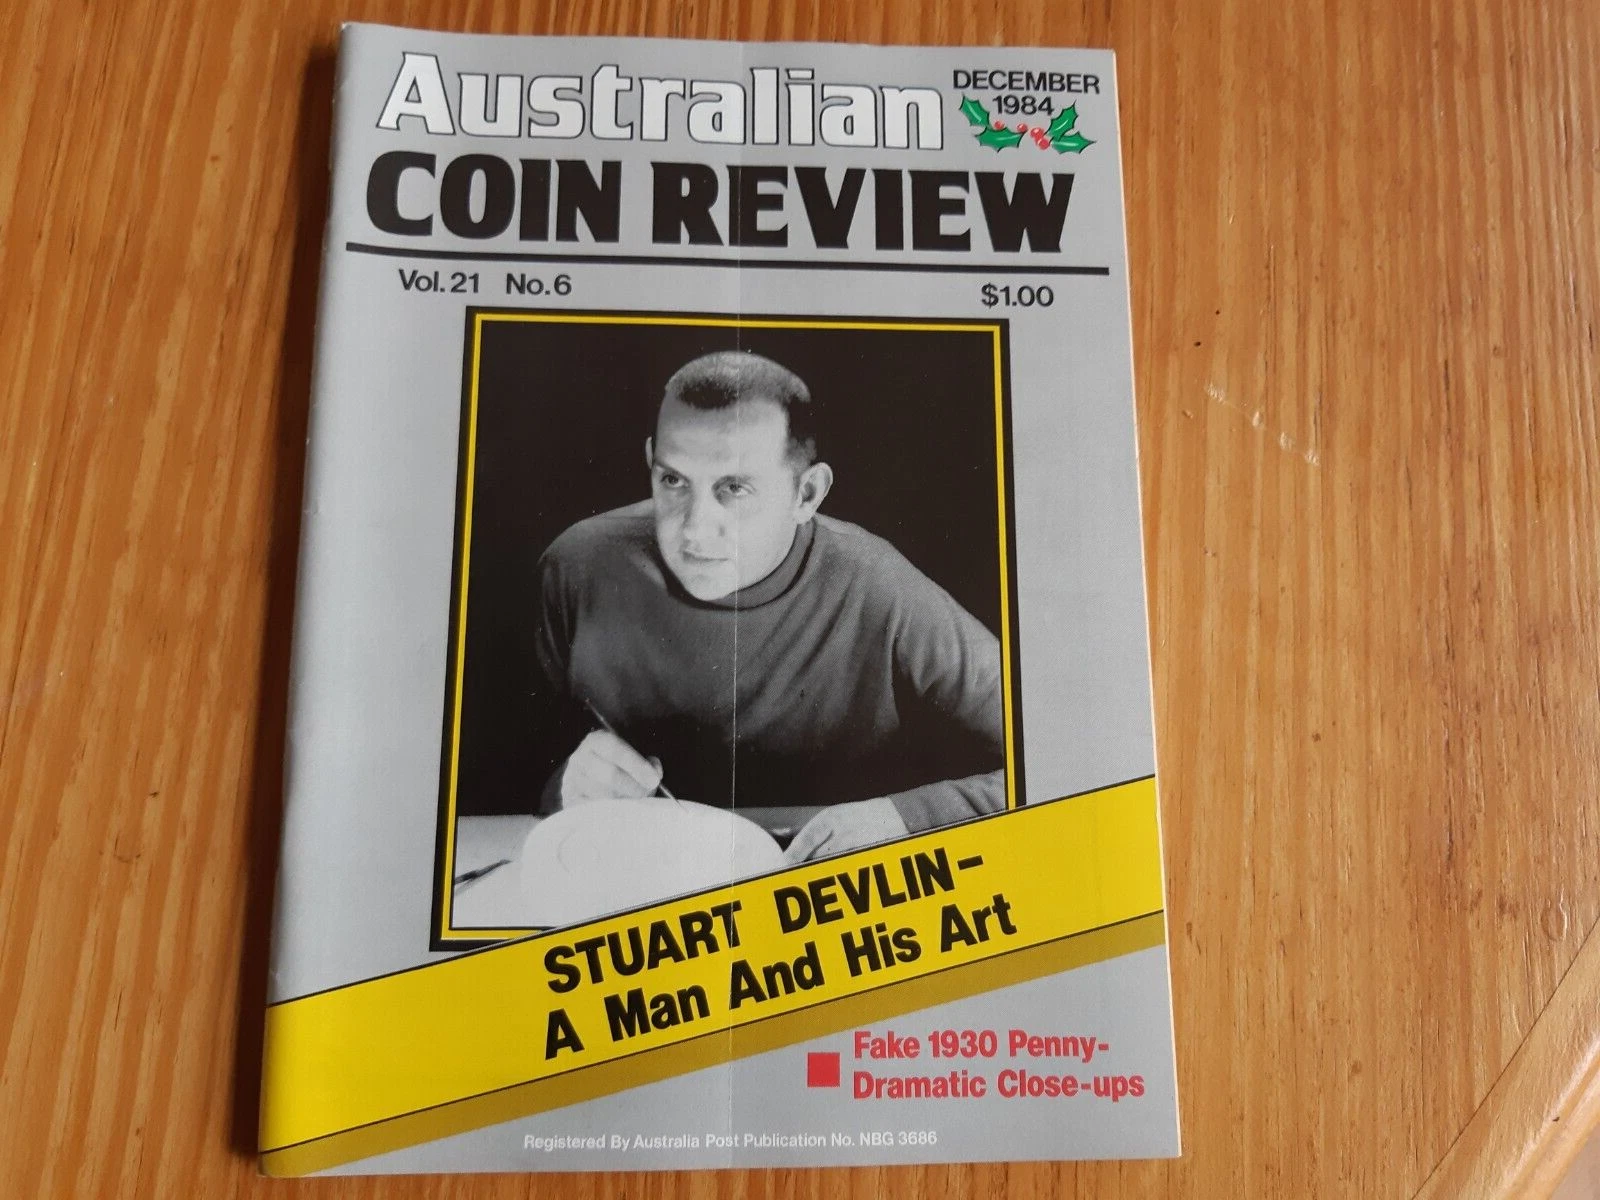 Australian
DECEMBER
1984
COIN REVIEW
Vol.21 No.6
$1.00
STUART DEVLIN-
A Man And His Art
Fake 1930 Penny-
Dramatic Close-ups
Registered By Australia Post Publication No. NBG 3686